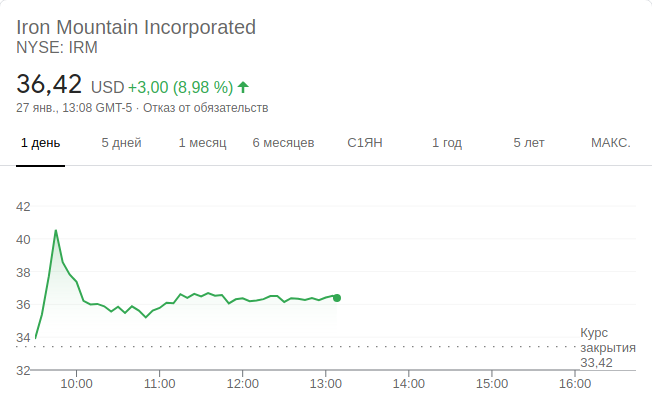 Iron Mountain Incorporated
NYSE: IRM
36,42 USD +3,00 (8,98 %)
27 янв., 13:08 GMT-5 · Отказ от обязательств
1 день 5 дней 1 месяц 6 месяцев С1ЯН 1 год 5 лет МАКС.
42
40
38
36
34
32
Курс
закрытия
33,42
10:00 11:00 12:00 13:00 14:00 15:00 16:00